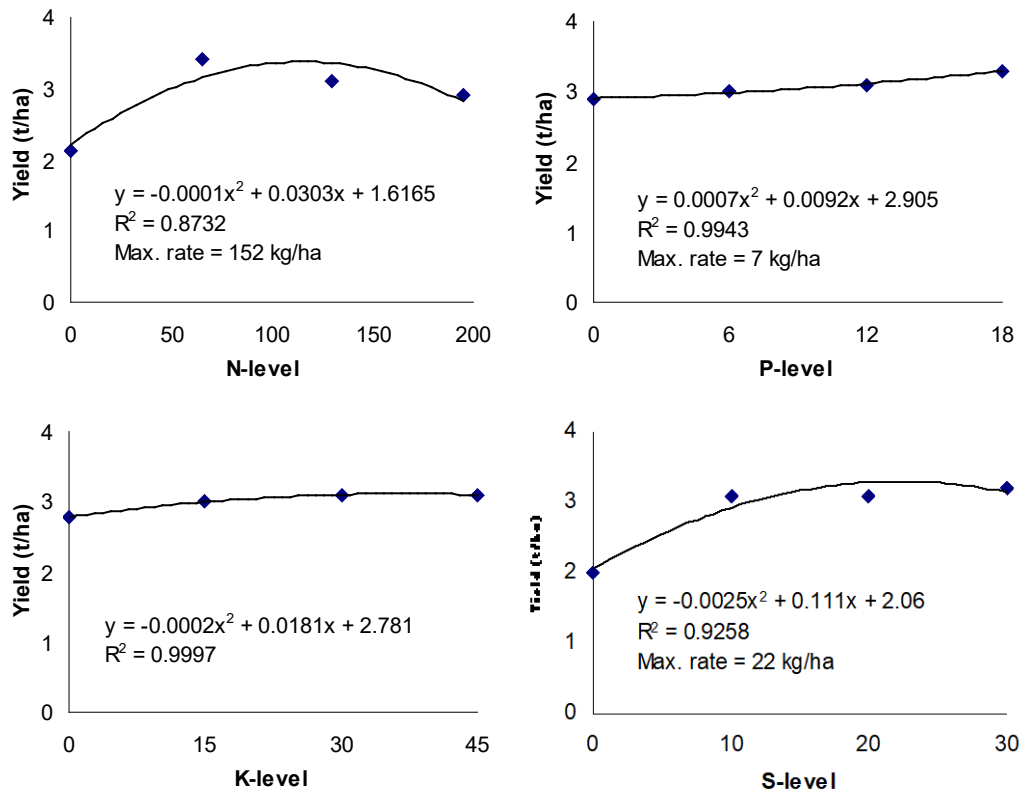 4
3
2
1
0
Yield (t/ha)
y = -0.0001x² + 0.0303x + 1.6165
R² = 0.8732
Max. rate = 152 kg/ha
0 50 100 150 200
N-level
4
3
2
1
0
Yield (t/ha)
y = 0.0007x² + 0.0092x + 2.905
R² = 0.9943
Max. rate = 7 kg/ha
0 6 12 18
P-level
4
3
2
1
0
Yield (t/ha)
y = -0.0002x² + 0.0181x + 2.781
R² = 0.9997
0 15 30 45
K-level
4
3
2
1
0
y = -0.0025x² + 0.111x + 2.06
R² = 0.9258
Max. rate = 22 kg/ha
0 10 20 30
S-level